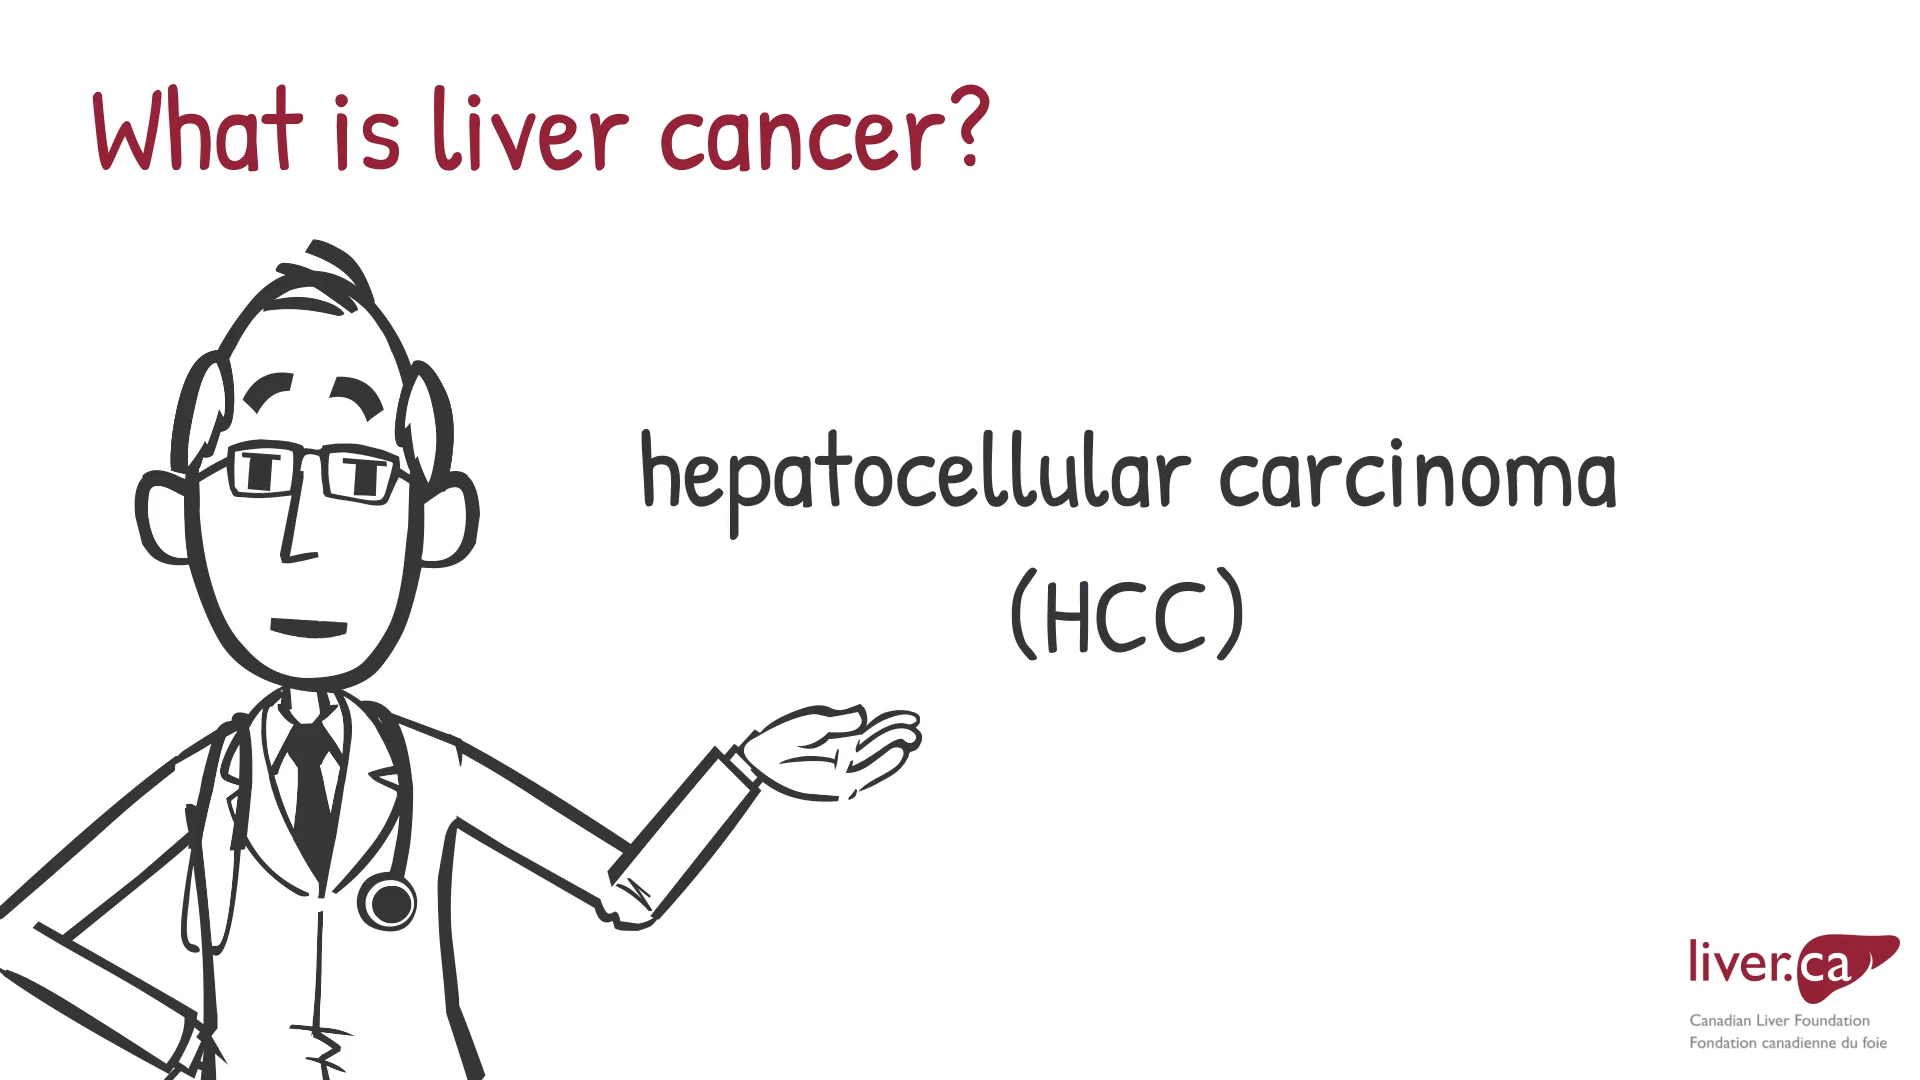 What is liver cancer?
hepatocellular carcinoma
(HCC)
liver.ca
Canadian Liver Foundation
Fondation canadienne du foie